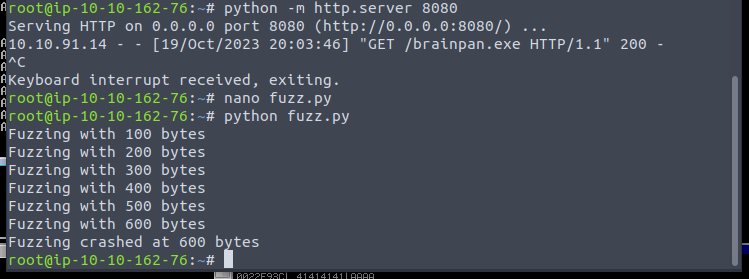 root@ip-10-10-162-76:~# python -m http.server 8080
Serving HTTP on 0.0.0.0 port 8080 (http://0.0.0.0:8080/) ...
10.10.91.14 - - [19/Oct/2023 20:03:46] "GET /brainpan.exe HTTP/1.1" 200 -
^C
Keyboard interrupt received, exiting.
root@ip-10-10-162-76:~# nano fuzz.py
root@ip-10-10-162-76:~# python fuzz.py
Fuzzing with 100 bytes
Fuzzing with 200 bytes
Fuzzing with 300 bytes
Fuzzing with 400 bytes
Fuzzing with 500 bytes
Fuzzing with 600 bytes
Fuzzing crashed at 600 bytes
root@ip-10-10-162-76:~#